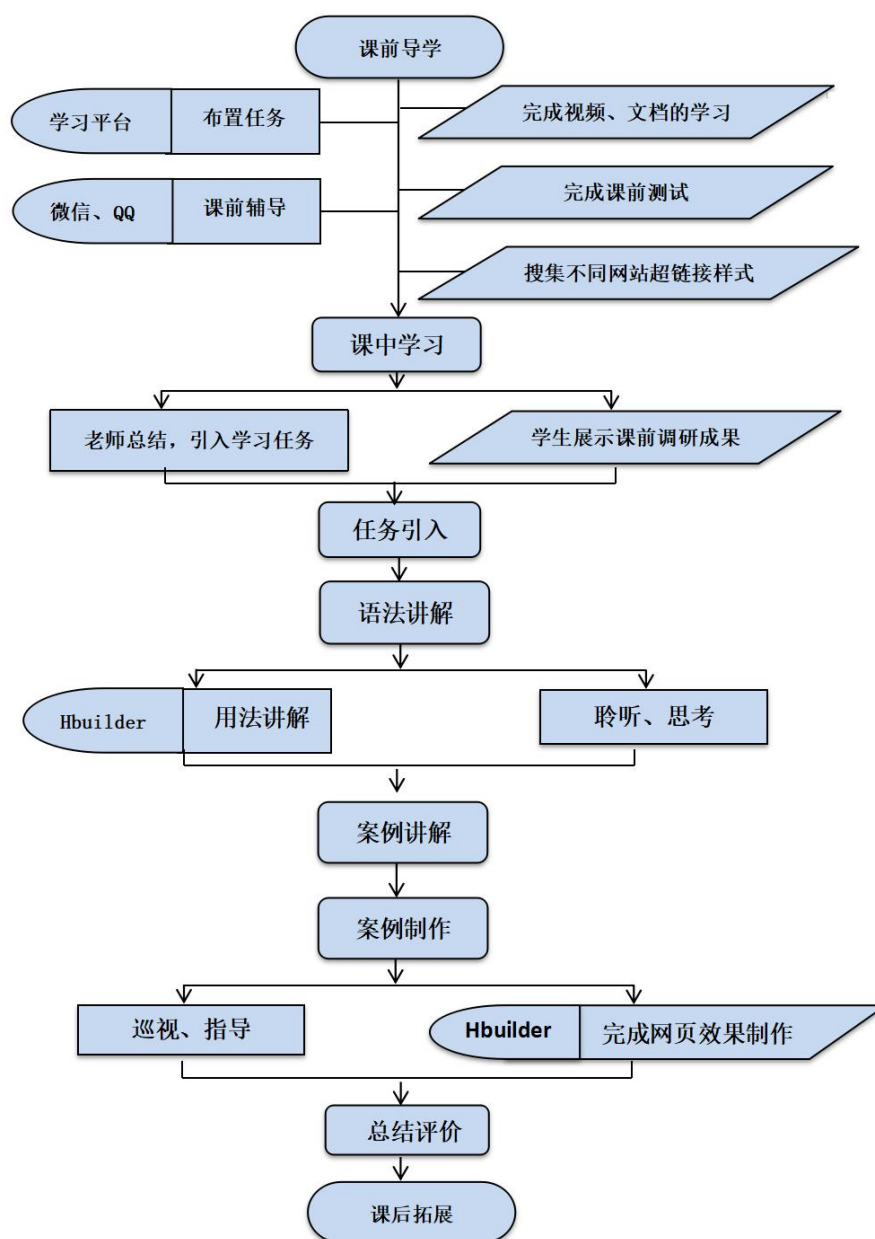 课前导学
学习平台
布置任务
完成视频、文档的学习
微信、QQ
课前辅导
完成课前测试
搜集不同网站超链接样式
课中学习
老师总结，引入学习任务
学生展示课前调研成果
任务引入
语法讲解
Hbuilder
用法讲解
聆听、思考
案例讲解
案例制作
巡视、指导
Hbuilder
完成网页效果制作
总结评价
课后拓展